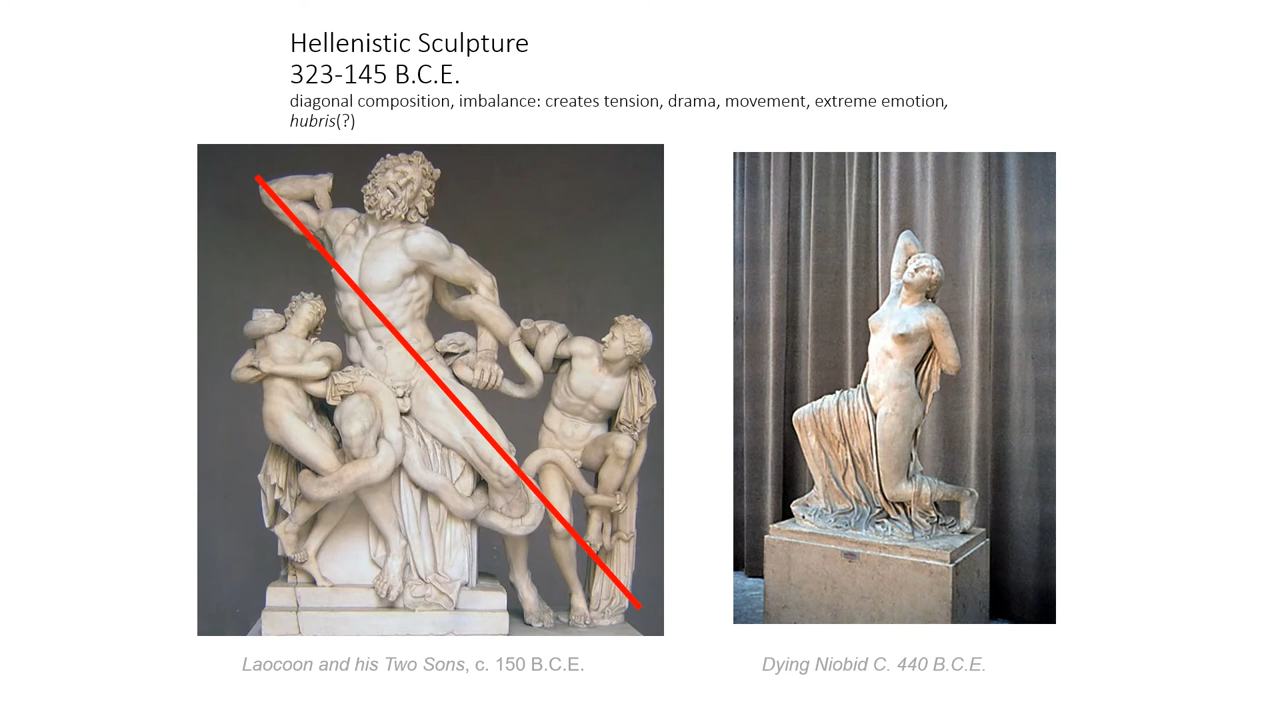 Hellenistic Sculpture
323-145 B.C.E.
diagonal composition, imbalance: creates tension, drama, movement, extreme emotion,
hubris(?)
Laocoon and his Two Sons, c. 150 B.C.E.
Dying Niobid C. 440 B.C.E.